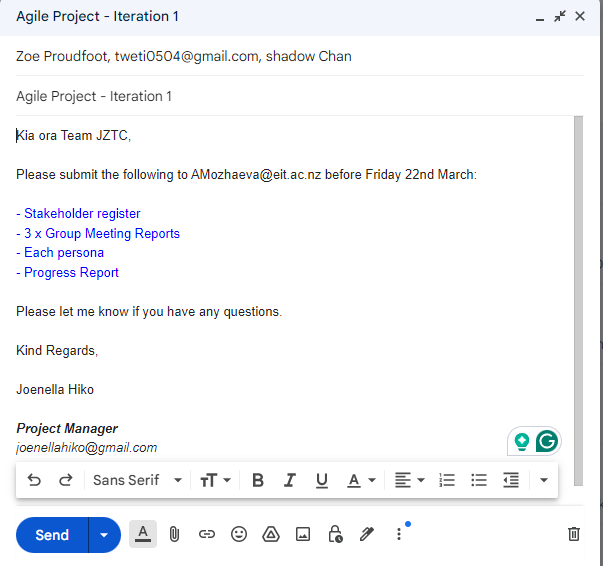 Agile Project - Iteration 1
Zoe Proudfoot, tweti0504@gmail.com, shadow Chan
Agile Project - Iteration 1
Kia ora Team JZTC,
Please submit the following to AMozhaeva@eit.ac.nz before Friday 22nd March:
- Stakeholder register
- 3 x Group Meeting Reports
- Each persona
- Progress Report
Please let me know if you have any questions.
Kind Regards,
Joenella Hiko
Project Manager
joenellahiko@gmail.com
Sans Serif
Send